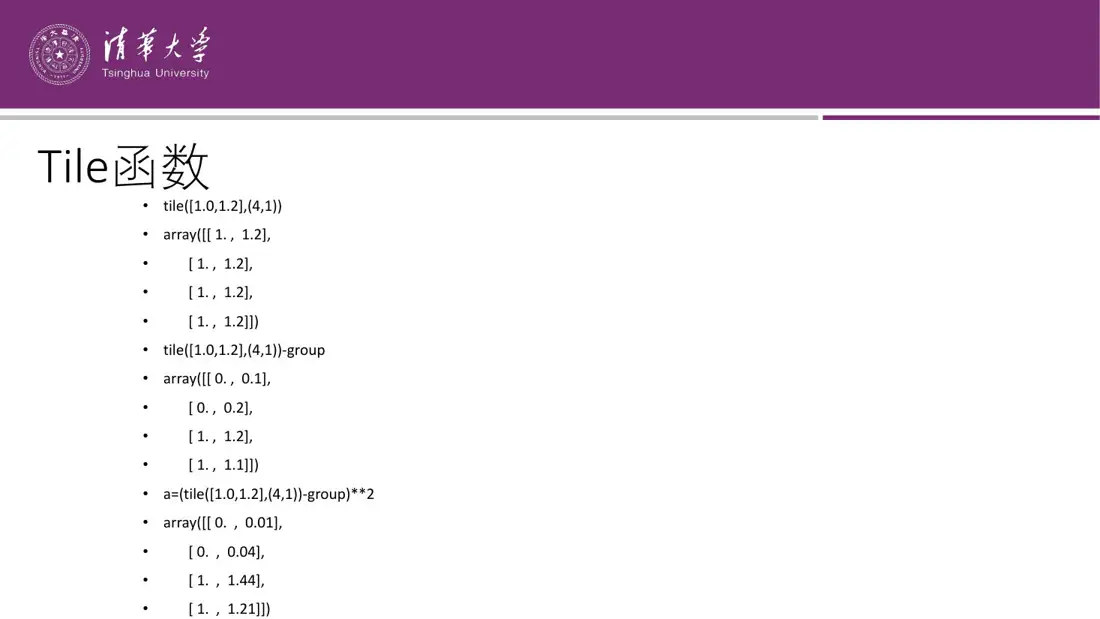 清华大学
Tsinghua University
Tile函数
• tile([1.0,1.2],(4,1))
• array([[ 1. ,  1.2],
•       [ 1. ,  1.2],
•       [ 1. ,  1.2],
•       [ 1. ,  1.2]])
• tile([1.0,1.2],(4,1))-group
• array([[ 0. ,  0.1],
•       [ 0. ,  0.2],
•       [ 1. ,  1.2],
•       [ 1. ,  1.1]])
• a=(tile([1.0,1.2],(4,1))-group)**2
• array([[ 0.  ,  0.01],
•       [ 0.  ,  0.04],
•       [ 1.  ,  1.44],
•       [ 1.  ,  1.21]])